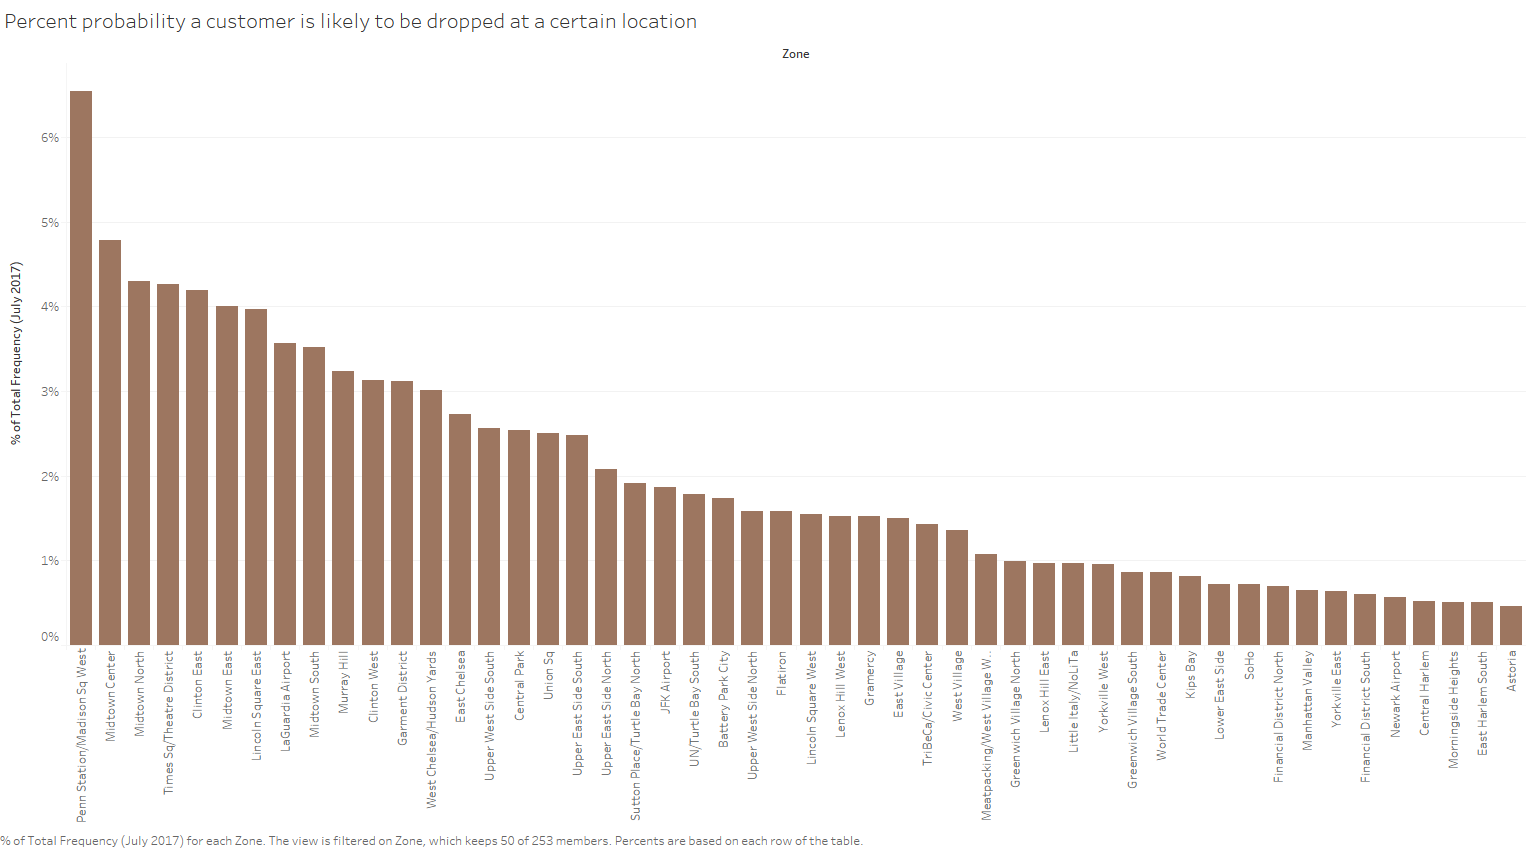 Percent probability a customer is likely to be dropped at a certain location
Zone
% of Total Frequency (July 2017)
6%
5%
4%
3%
2%
1%
0%
Penn Station/Madison Sq West
Midtown Center
Midtown North
Times Sq/Theatre District
Clinton East
Midtown East
Lincoln Square East
LaGuardia Airport
Midtown South
Murray Hill
Clinton West
Garment District
West Chelsea/Hudson Yards
East Chelsea
Upper West Side South
Central Park
Union Sq
Upper East Side South
Upper East Side North
Sutton Place/Turtle Bay North
JFK Airport
UN/Turtle Bay South
Battery Park City
Upper West Side North
Flatiron
Lincoln Square West
Lenox Hill West
Gramercy
East Village
TriBeCa/Civic Center
West Village
Meatpacking/West Village W..
Greenwich Village North
Lenox Hill East
Little Italy/NoLiTa
Yorkville West
Greenwich Village South
World Trade Center
Kips Bay
Lower East Side
SoHo
Financial District North
Manhattan Valley
Yorkville East
Financial District South
Newark Airport
Central Harlem
Morningside Heights
East Harlem South
Astoria
% of Total Frequency (July 2017) for each Zone. The view is filtered on Zone, which keeps 50 of 253 members. Percents are based on each row of the table.